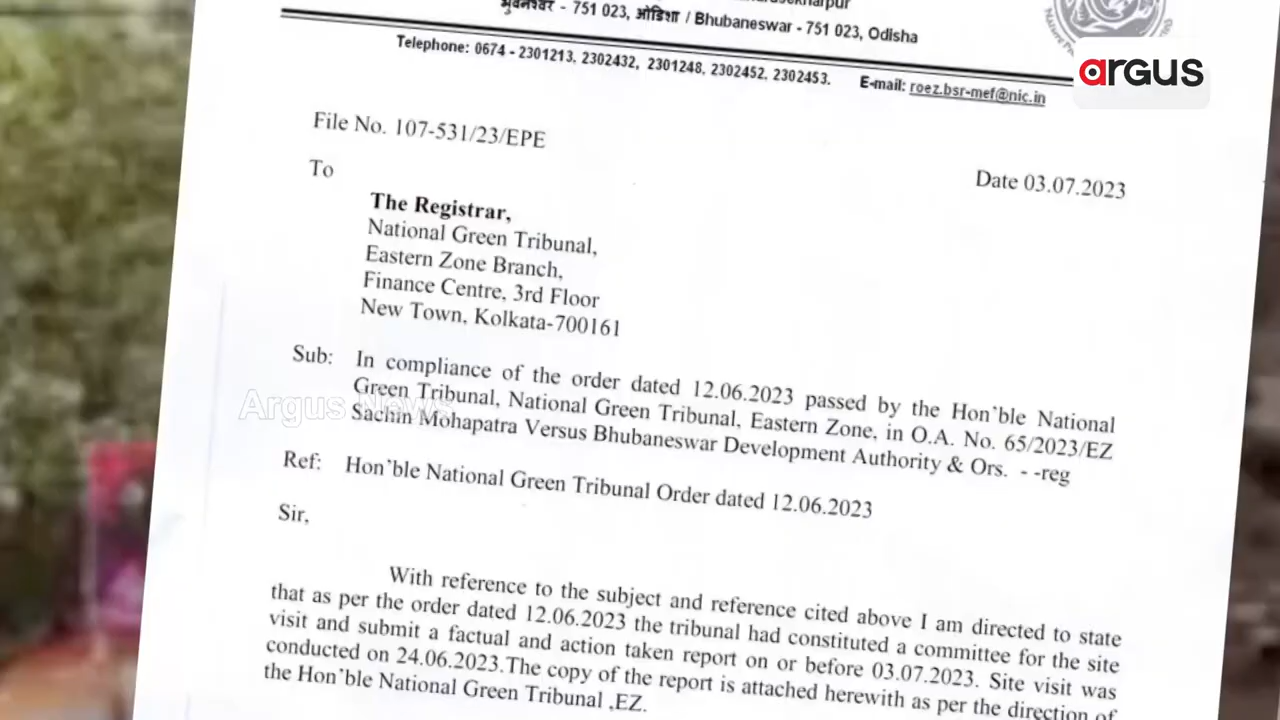 भुवनेश्वर - 751 023, ओडिशा / Bhubaneswar - 751 023, Odisha
Telephone: 0674 - 2301213, 2302432, 2301248, 2302452, 2302453. E-mail: roez.bsr-mef@nic.in
argus
File No. 107-531/23/EPE
Date 03.07.2023
To
The Registrar,
National Green Tribunal,
Eastern Zone Branch,
Finance Centre, 3rd Floor
New Town, Kolkata-700161
Sub: In compliance of the order dated 12.06.2023 passed by the Hon'ble National
Green Tribunal, National Green Tribunal, Eastern Zone, in O.A. No. 65/2023/EZ
Sachin Mohapatra Versus Bhubaneswar Development Authority & Ors. - -reg
Argus News
Ref: Hon'ble National Green Tribunal Order dated 12.06.2023
Sir,
With reference to the subject and reference cited above I am directed to state
that as per the order dated 12.06.2023 the tribunal had constituted a committee for the site
visit and submit a factual and action taken report on or before 03.07.2023. Site visit was
conducted on 24.06.2023.The copy of the report is attached herewith as per the direction of
the Hon'ble National Green Tribunal ,EZ.